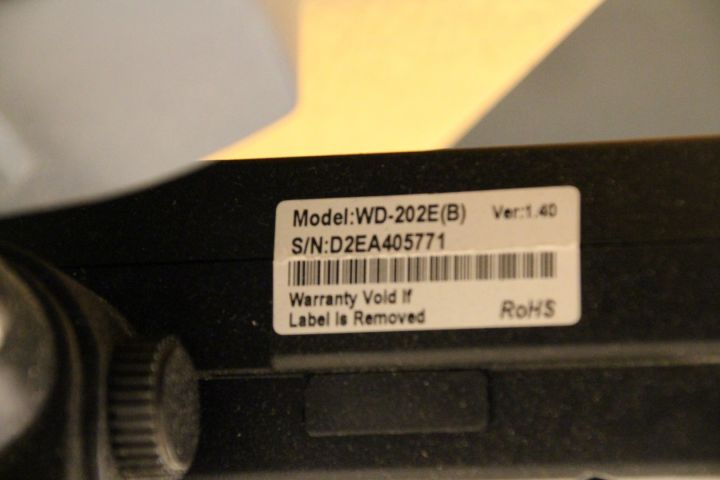 Model:WD-202E(B) Ver:1.40
S/N:D2EA405771
Warranty Void If
Label Is Removed
RoHS